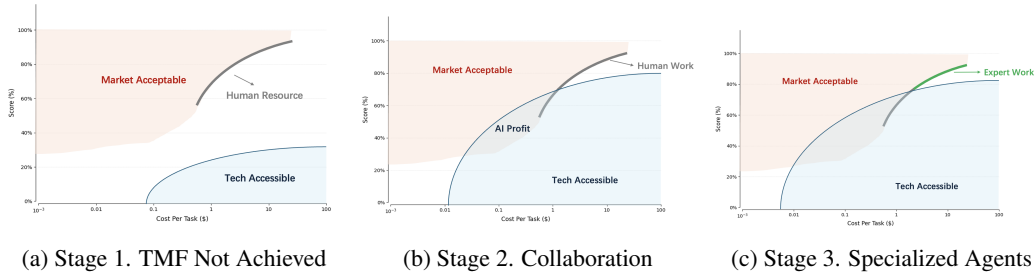 100%
80%
60%
40%
20%
0%
Score (%)
Market Acceptable
Human Resource
Tech Accessible
10⁻³
0.01
0.1
1
10
100
Cost Per Task ($)
(a) Stage 1. TMF Not Achieved
100%
80%
60%
40%
20%
0%
Score (%)
Market Acceptable
Human Work
AI Profit
Tech Accessible
10⁻³
0.01
0.1
1
10
100
Cost Per Task ($)
(b) Stage 2. Collaboration
100%
80%
60%
40%
20%
0%
Score (%)
Market Acceptable
Expert Work
Tech Accessible
10⁻³
0.01
0.1
1
10
100
Cost Per Task ($)
(c) Stage 3. Specialized Agents